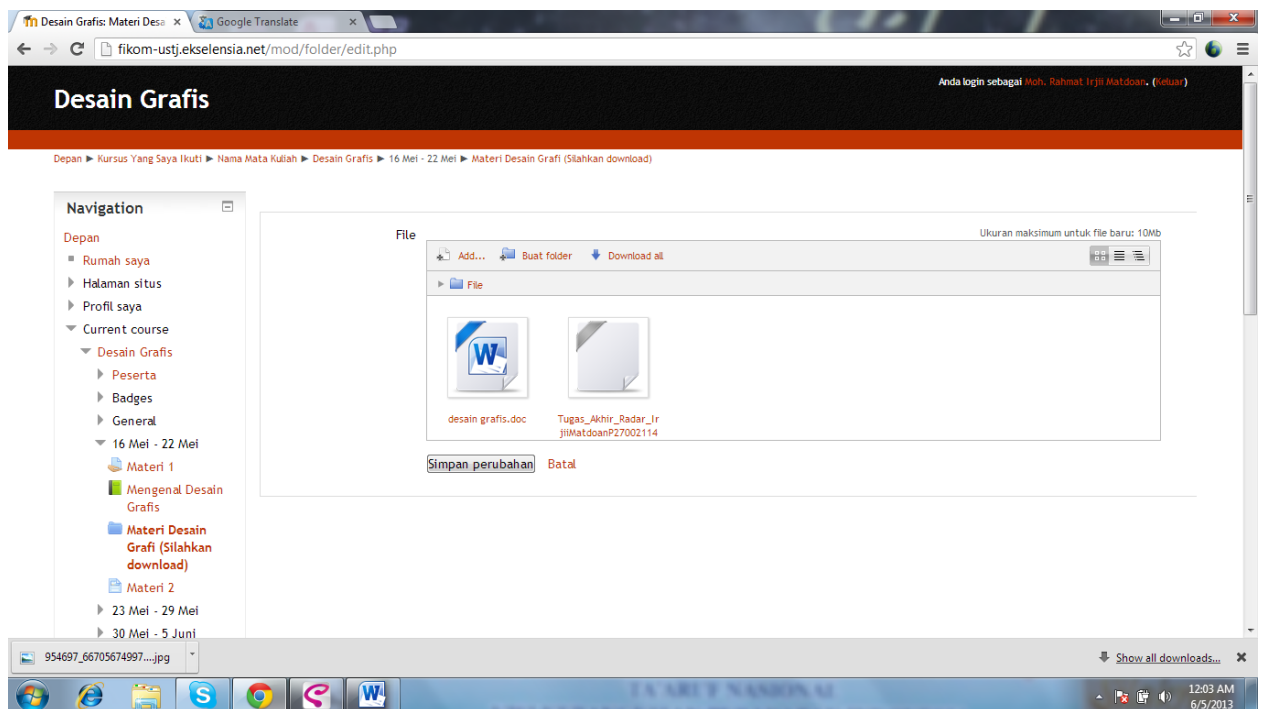 Desain Grafis: Materi Desa
Google Translate
fikom-ustj.ekselensia.net/mod/folder/edit.php
Anda login sebagai Moh. Rahmat Irjii Matdoan. (Keluar)
Desain Grafis
Depan ► Kursus Yang Saya Ikuti ► Nama Mata Kuliah ► Desain Grafis ► 16 Mei - 22 Mei ► Materi Desain Grafi (Silahkan download)
Navigation
Depan
Rumah saya
Halaman situs
Profil saya
Current course
Desain Grafis
Peserta
Badges
General
16 Mei - 22 Mei
Materi 1
Mengenal Desain
Grafis
Materi Desain
Grafi (Silahkan
download)
Materi 2
23 Mei - 29 Mei
30 Mei - 5 Juni
File
Ukuran maksimum untuk file baru: 10Mb
Add... Buat folder Download all
File
desain grafis.doc
Tugas_Akhir_Radar_Ir
jiiMatdoanP27002114
Simpan perubahan Batal
954697_66705674997....jpg
Show all downloads...
TA'ARUF NASIONAL
12:03 AM
6/5/2013